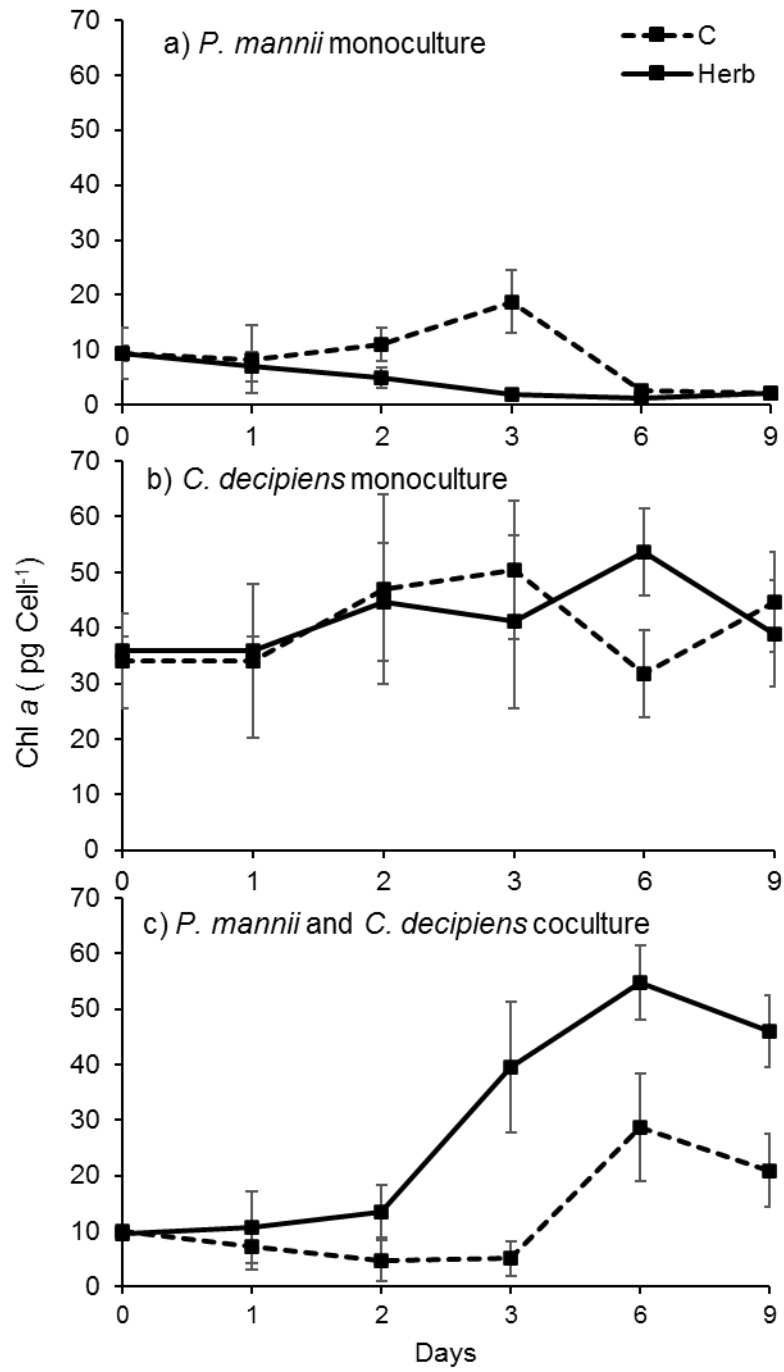 70
a) P. mannii monoculture
C
Herb
60
50
40
30
20
10
0
0 1 2 3 6 9
70
b) C. decipiens monoculture
60
50
40
30
20
10
0
0 1 2 3 6 9
Chl a ( pg Cell-1)
70
c) P. mannii and C. decipiens coculture
60
50
40
30
20
10
0
0 1 2 3 6 9
Days